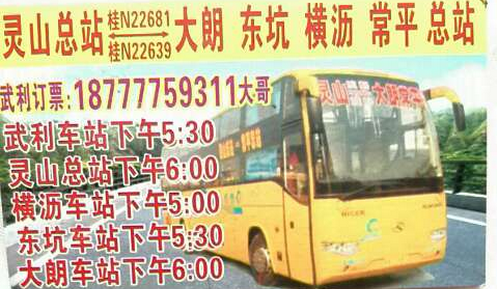 灵山总站 桂N22681 桂N22639 大朗 东坑 横沥 常平 总站
武利订票:18777759311大哥
武利车站下午5:30
灵山总站下午6:00
横沥车站下午5:00
东坑车站下午5:30
大朗车站下午6:00
灵山